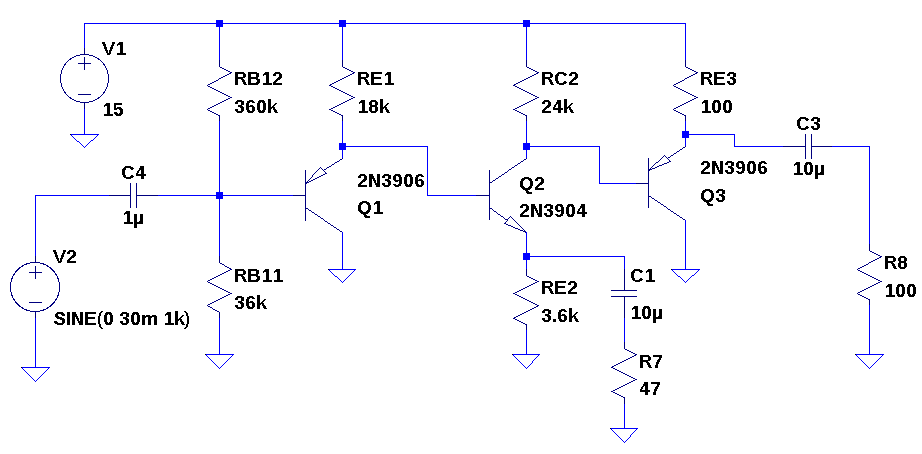 V1
15
RB12
360k
RE1
18k
RC2
24k
RE3
100
C4
1µ
2N3906
Q1
Q2
2N3904
2N3906
Q3
C3
10µ
V2
SINE(0 30m 1k)
RB11
36k
RE2
3.6k
C1
10µ
R7
47
R8
100